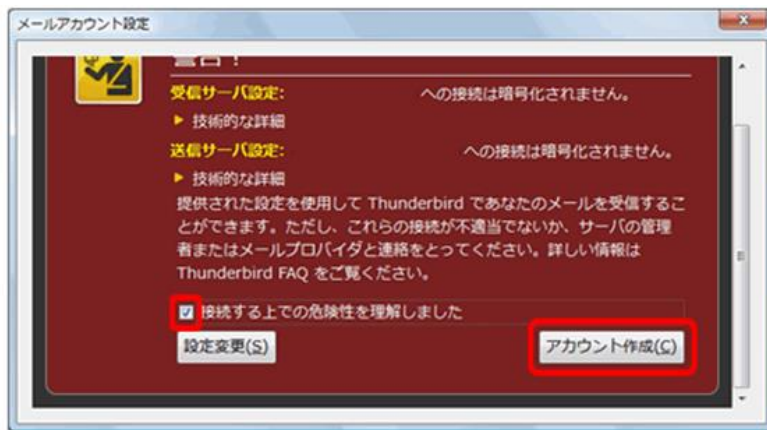 メールアカウント設定
警告！
受信サーバ設定: への接続は暗号化されません。
技術的な詳細
送信サーバ設定: への接続は暗号化されません。
技術的な詳細
提供された設定を使用して Thunderbird であなたのメールを受信するこ
とができます。ただし、これらの接続が不適当でないか、サーバの管理
者またはメールプロバイダと連絡をとってください。詳しい情報は
Thunderbird FAQ をご覧ください。
接続する上での危険性を理解しました
設定変更(S) アカウント作成(C)